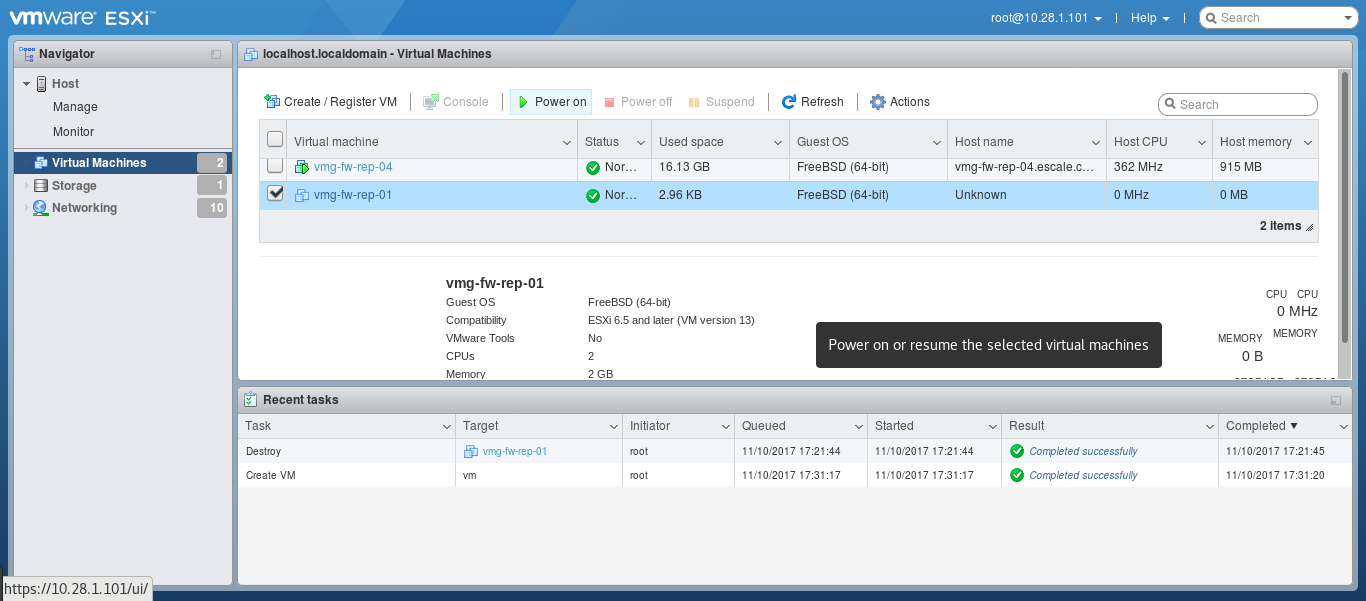 vmware ESXi™
root@10.28.1.101 | Help | Search
Navigator
Host
Manage
Monitor
Virtual Machines 2
Storage 1
Networking 10
localhost.localdomain - Virtual Machines
Create / Register VM | Console | Power on Power off Suspend | Refresh | Actions
Search
Virtual machine Status Used space Guest OS Host name Host CPU Host memory
vmg-fw-rep-04 Nor... 16.13 GB FreeBSD (64-bit) vmg-fw-rep-04.escale.c... 362 MHz 915 MB
vmg-fw-rep-01 Nor... 2.96 KB FreeBSD (64-bit) Unknown 0 MHz 0 MB
2 items
vmg-fw-rep-01
Guest OS FreeBSD (64-bit)
Compatibility ESXi 6.5 and later (VM version 13)
VMware Tools No
CPUs 2
Memory 2 GB
CPU CPU
0 MHz
MEMORY MEMORY
0 B
Power on or resume the selected virtual machines
Recent tasks
Task Target Initiator Queued Started Result Completed ▼
Destroy vmg-fw-rep-01 root 11/10/2017 17:21:44 11/10/2017 17:21:44 Completed successfully 11/10/2017 17:21:45
Create VM vm root 11/10/2017 17:31:17 11/10/2017 17:31:17 Completed successfully 11/10/2017 17:31:20
https://10.28.1.101/ui/